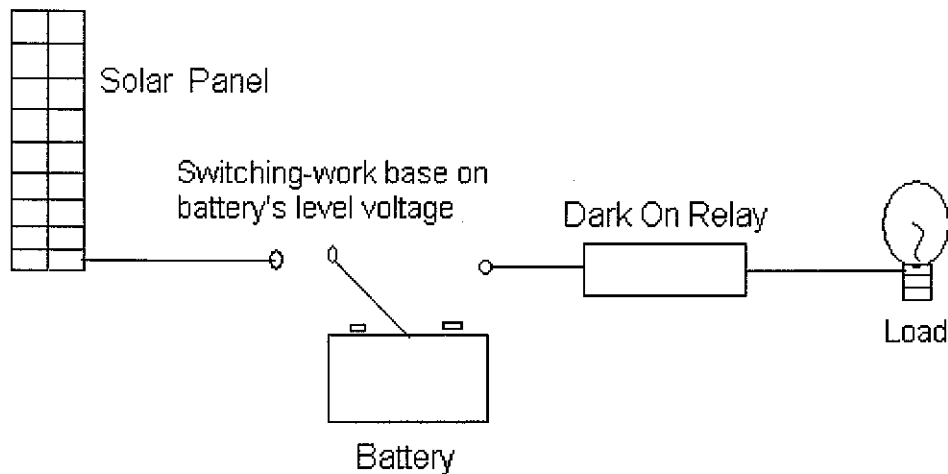 Solar Panel
Switching-work base on
battery's level voltage
Dark On Relay
Load
Battery